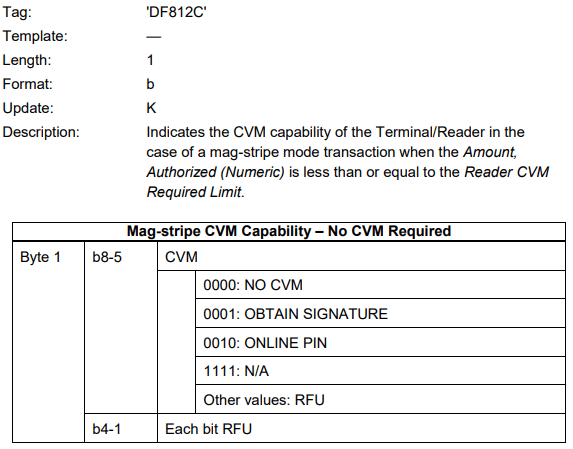 Tag: 'DF812C'
Template: —
Length: 1
Format: b
Update: K
Description: Indicates the CVM capability of the Terminal/Reader in the
case of a mag-stripe mode transaction when the Amount,
Authorized (Numeric) is less than or equal to the Reader CVM
Required Limit.
Mag-stripe CVM Capability – No CVM Required
Byte 1 b8-5 CVM
0000: NO CVM
0001: OBTAIN SIGNATURE
0010: ONLINE PIN
1111: N/A
Other values: RFU
b4-1 Each bit RFU